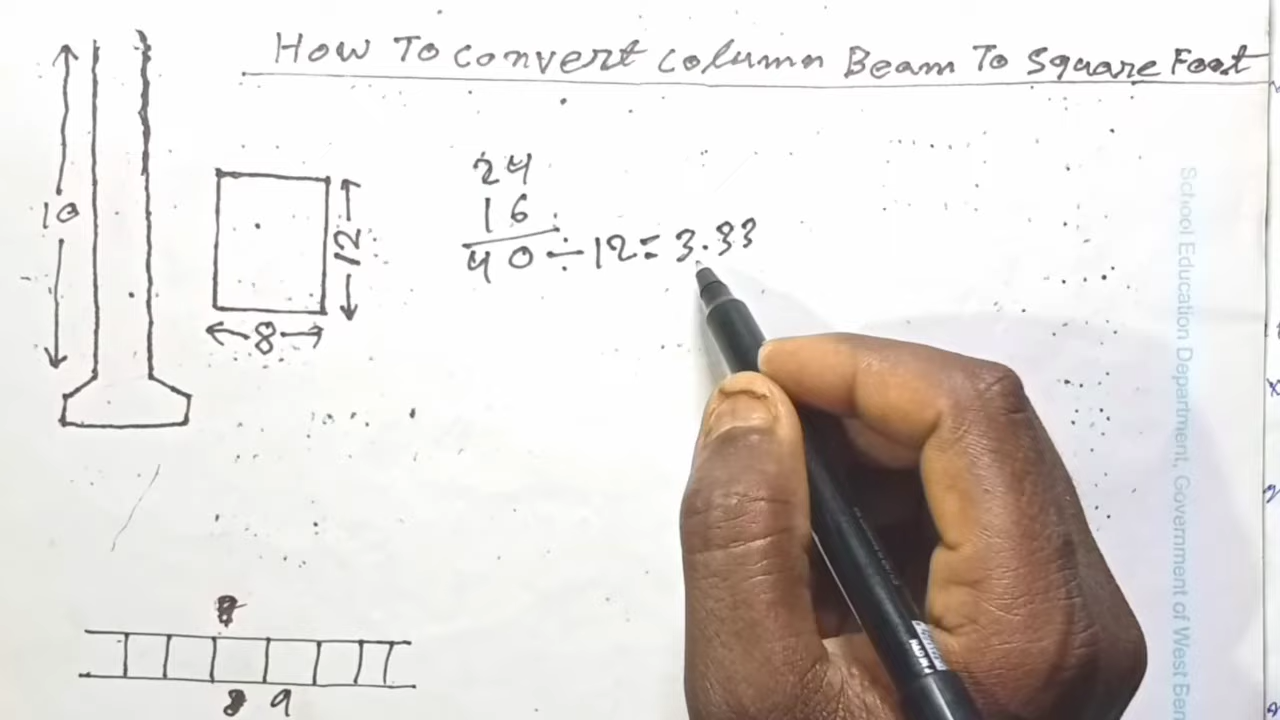 How To convert column Beam To Square Foot
10
12
8
24
16
40 ÷ 12 = 3.33
8
8 9
School Education Department, Government of West Ben